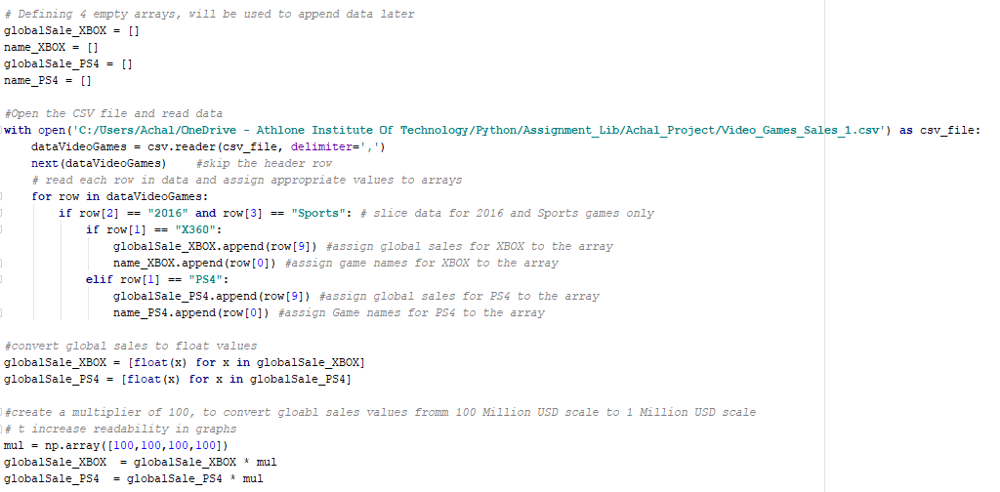 # Defining 4 empty arrays, will be used to append data later
globalSale_XBOX = []
name_XBOX = []
globalSale_PS4 = []
name_PS4 = []
#Open the CSV file and read data
with open('C:/Users/Achal/OneDrive - Athlone Institute Of Technology/Python/Assignment_Lib/Achal_Project/Video_Games_Sales_1.csv') as csv_file:
    dataVideoGames = csv.reader(csv_file, delimiter=',')
    next(dataVideoGames)    #skip the header row
    # read each row in data and assign appropriate values to arrays
    for row in dataVideoGames:
        if row[2] == "2016" and row[3] == "Sports": # slice data for 2016 and Sports games only
            if row[1] == "X360":
                globalSale_XBOX.append(row[9]) #assign global sales for XBOX to the array
                name_XBOX.append(row[0]) #assign game names for XBOX to the array
            elif row[1] == "PS4":
                globalSale_PS4.append(row[9]) #assign global sales for PS4 to the array
                name_PS4.append(row[0]) #assign Game names for PS4 to the array
#convert global sales to float values
globalSale_XBOX = [float(x) for x in globalSale_XBOX]
globalSale_PS4 = [float(x) for x in globalSale_PS4]
#create a multiplier of 100, to convert gloabl sales values fromm 100 Million USD scale to 1 Million USD scale
# t increase readability in graphs
mul = np.array([100,100,100,100])
globalSale_XBOX  = globalSale_XBOX * mul
globalSale_PS4  = globalSale_PS4 * mul